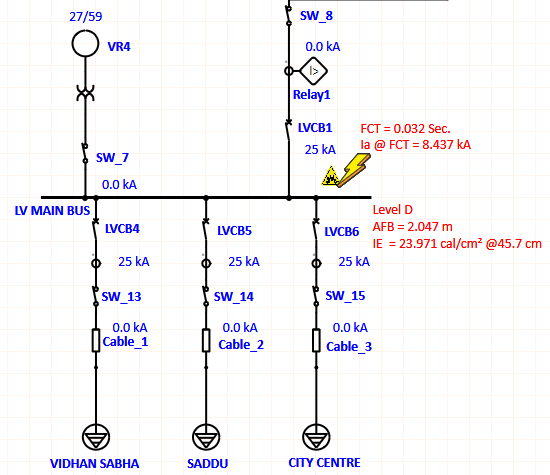 27/59
VR4
SW_8
0.0 kA
I>
Relay1
LVCB1
25 kA
FCT = 0.032 Sec.
Ia @ FCT = 8.437 kA
SW_7
0.0 kA
LV MAIN BUS
Level D
AFB = 2.047 m
IE = 23.971 cal/cm² @45.7 cm
LVCB4
LVCB5
LVCB6
25 kA
25 kA
25 kA
SW_13
SW_14
SW_15
0.0 kA
0.0 kA
0.0 kA
Cable_1
Cable_2
Cable_3
VIDHAN SABHA
SADDU
CITY CENTRE